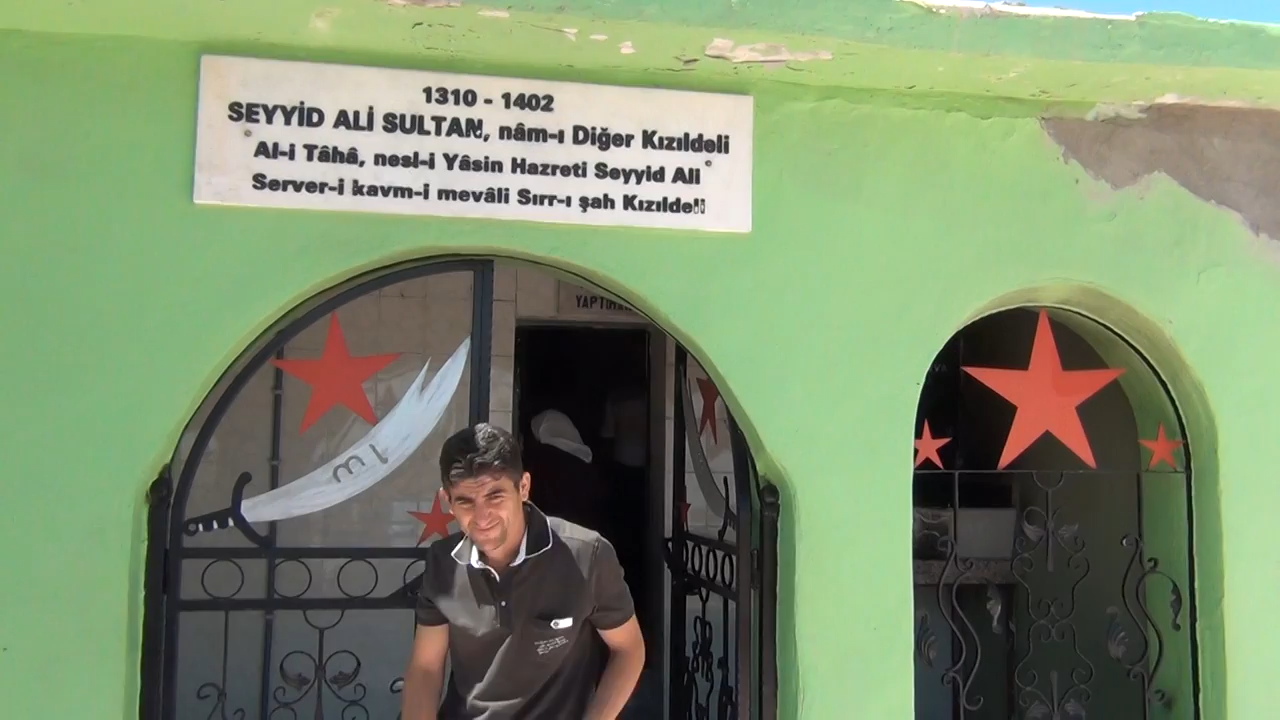 1310 - 1402
SEYYİD ALİ SULTAN, nâm-ı Diğer Kızıldeli
Al-i Tâhâ, nesl-i Yâsin Hazreti Seyyid Ali
Server-i kavm-i mevâli Sırr-ı şah Kızıldeli